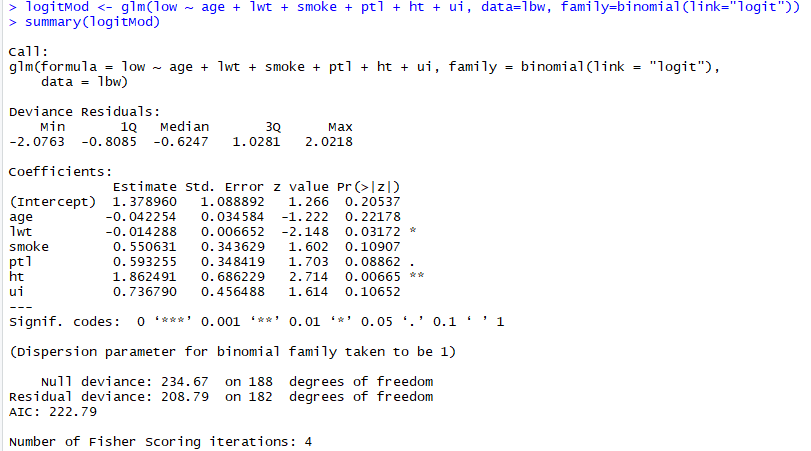 > logitMod <- glm(low ~ age + lwt + smoke + ptl + ht + ui, data=lbw, family=binomial(link="logit"))
> summary(logitMod)

Call:
glm(formula = low ~ age + lwt + smoke + ptl + ht + ui, family = binomial(link = "logit"),
    data = lbw)

Deviance Residuals:
    Min      1Q  Median      3Q     Max
-2.0763 -0.8085 -0.6247  1.0281  2.0218

Coefficients:
             Estimate Std. Error z value Pr(>|z|)
(Intercept)  1.378960   1.088892   1.266  0.20537
age         -0.042254   0.034584  -1.222  0.22178
lwt         -0.014288   0.006652  -2.148  0.03172 *
smoke        0.550631   0.343629   1.602  0.10907
ptl          0.593255   0.348419   1.703  0.08862 .
ht           1.862491   0.686229   2.714  0.00665 **
ui           0.736790   0.456488   1.614  0.10652
---
Signif. codes:  0 ‘***’ 0.001 ‘**’ 0.01 ‘*’ 0.05 ‘.’ 0.1 ‘ ’ 1

(Dispersion parameter for binomial family taken to be 1)

    Null deviance: 234.67  on 188  degrees of freedom
Residual deviance: 208.79  on 182  degrees of freedom
AIC: 222.79

Number of Fisher Scoring iterations: 4